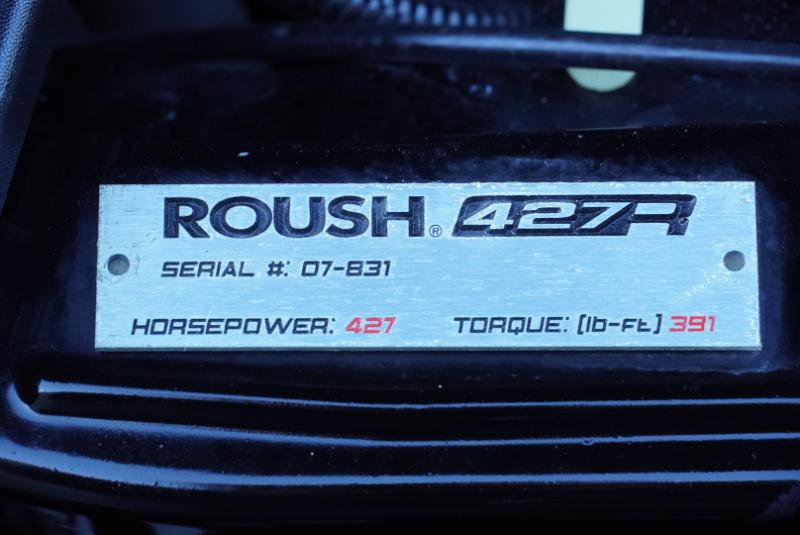 ROUSH® 427R
SERIAL #: 07-831
HORSEPOWER: 427 TORQUE: [lb-ft] 391